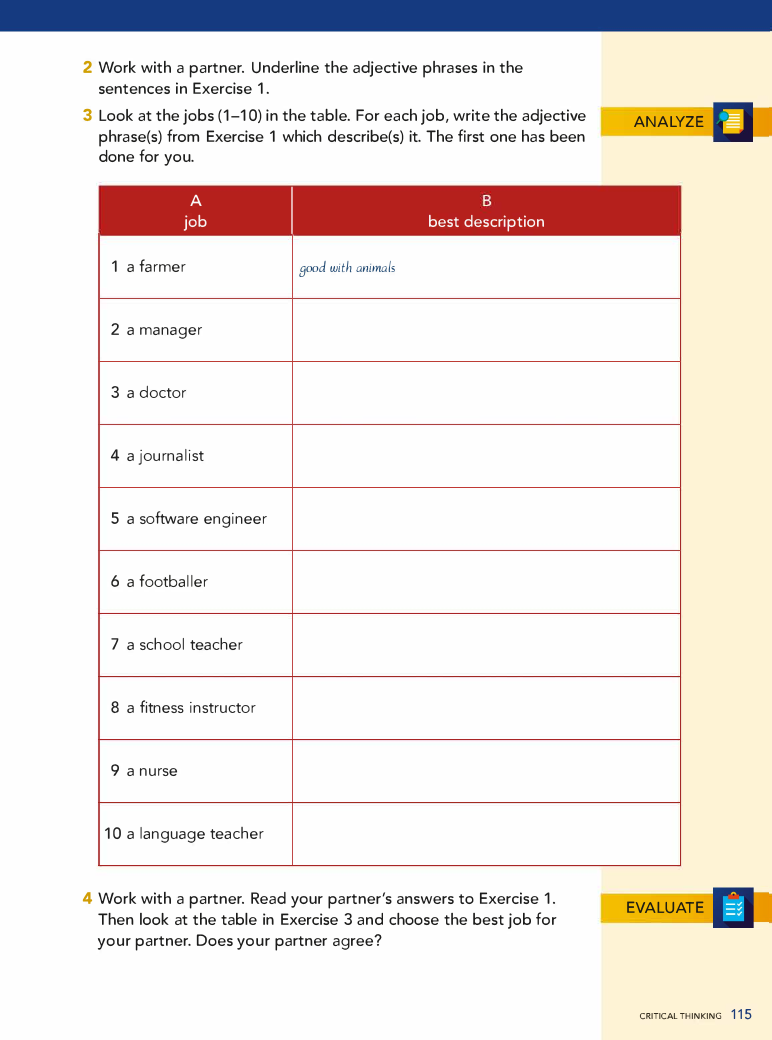 2 Work with a partner. Underline the adjective phrases in the
sentences in Exercise 1.
3 Look at the jobs (1–10) in the table. For each job, write the adjective
phrase(s) from Exercise 1 which describe(s) it. The first one has been
done for you.
ANALYZE
A
job
B
best description
1 a farmer
good with animals
2 a manager
3 a doctor
4 a journalist
5 a software engineer
6 a footballer
7 a school teacher
8 a fitness instructor
9 a nurse
10 a language teacher
4 Work with a partner. Read your partner’s answers to Exercise 1.
Then look at the table in Exercise 3 and choose the best job for
your partner. Does your partner agree?
EVALUATE
CRITICAL THINKING 115